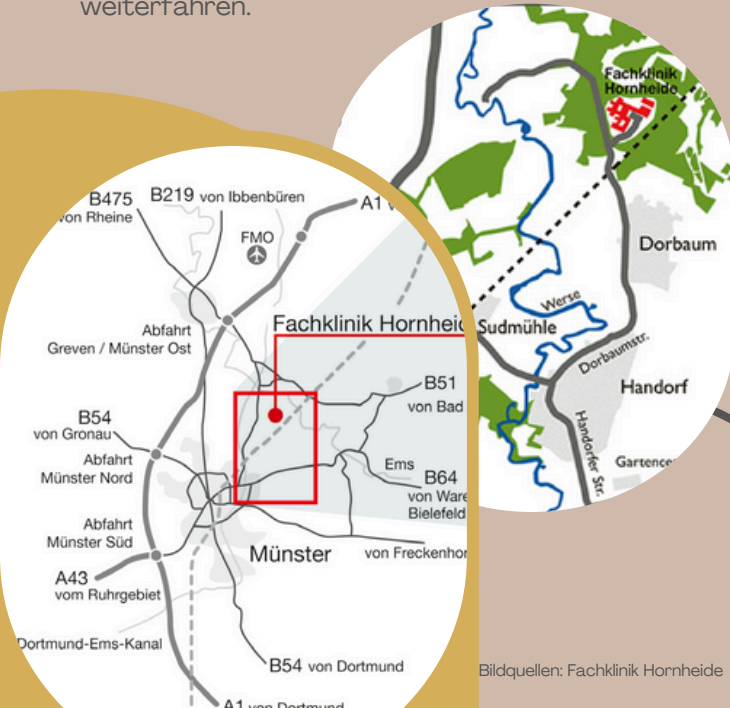 weiterfahren.
Fachklinik
Hornheide
Dorbaum
Werse
Sudmühle
Dorbaumstr.
Handorf
Handorfer Str.
Gartence
B475
von Rheine
B219 von Ibbenbüren
A1 v
FMO
Abfahrt
Greven / Münster Ost
Fachklinik Hornheid
B51
von Bad
B54
von Gronau
Abfahrt
Münster Nord
Ems
B64
von Ware
Bielefeld
Abfahrt
Münster Süd
Münster
von Freckenhor
A43
vom Ruhrgebiet
Dortmund-Ems-Kanal
B54 von Dortmund
A1 von Dortmund
Bildquellen: Fachklinik Hornheide